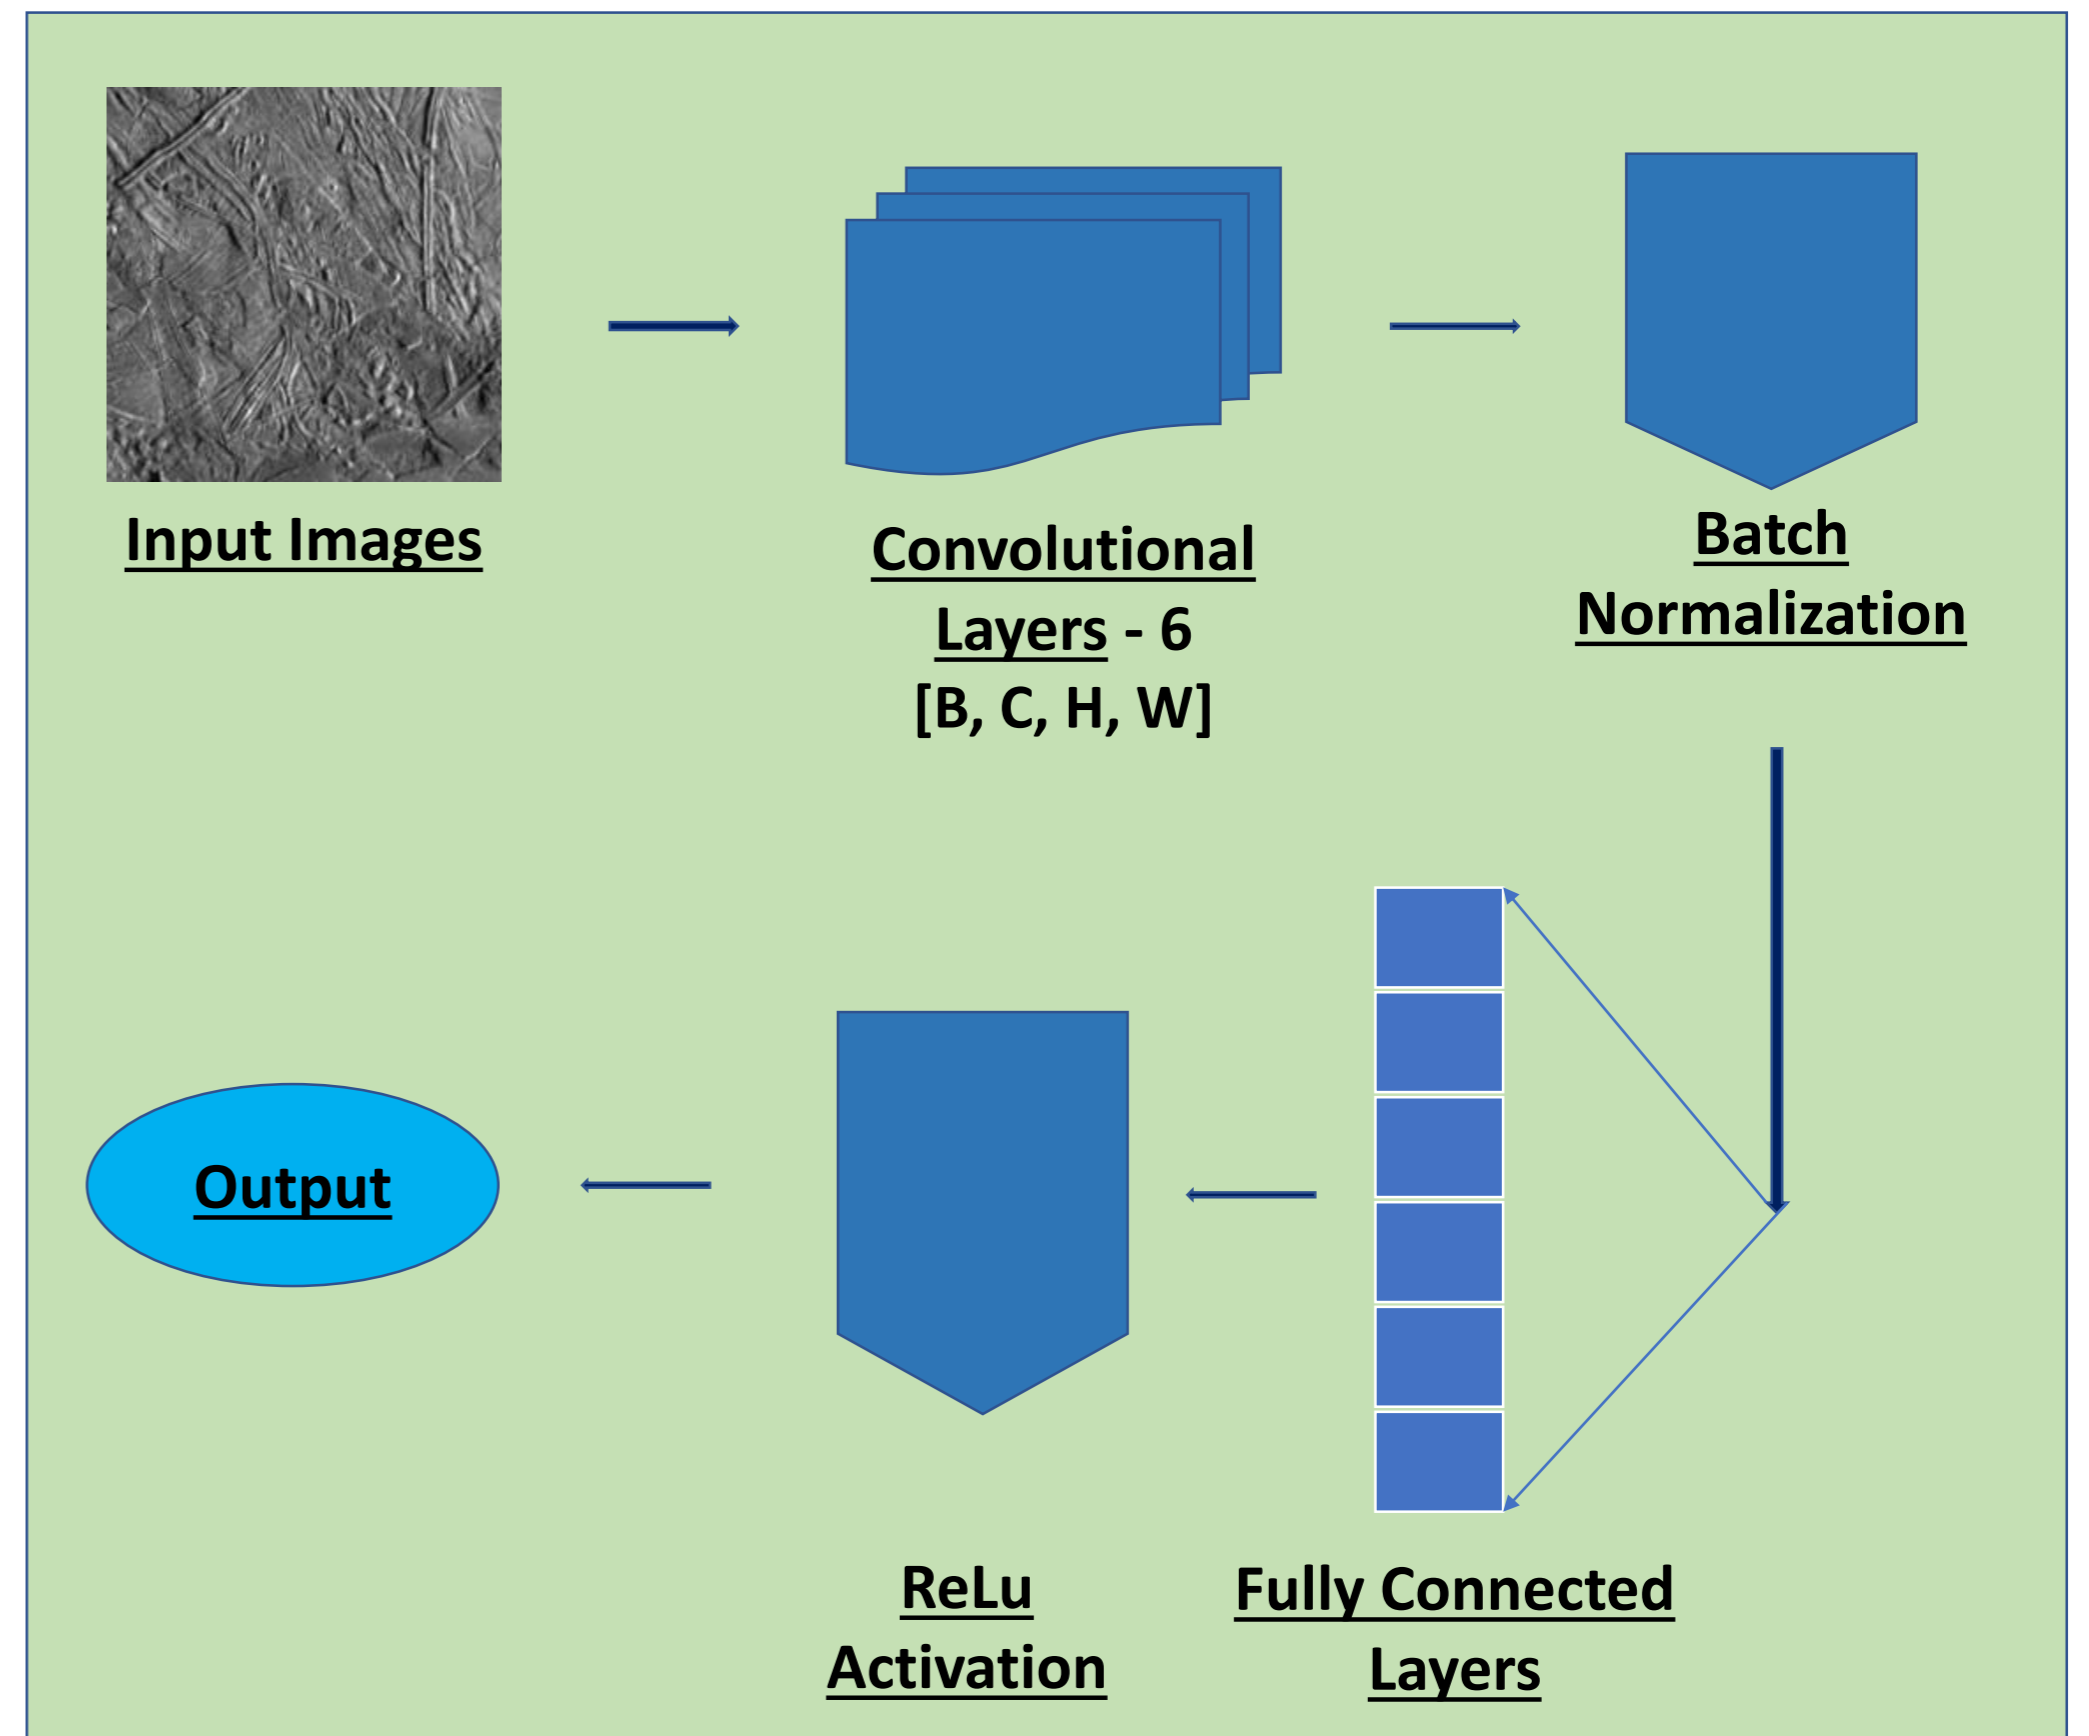 Input Images
Convolutional
Layers - 6
[B, C, H, W]
Batch
Normalization
Output
ReLu
Activation
Fully Connected
Layers